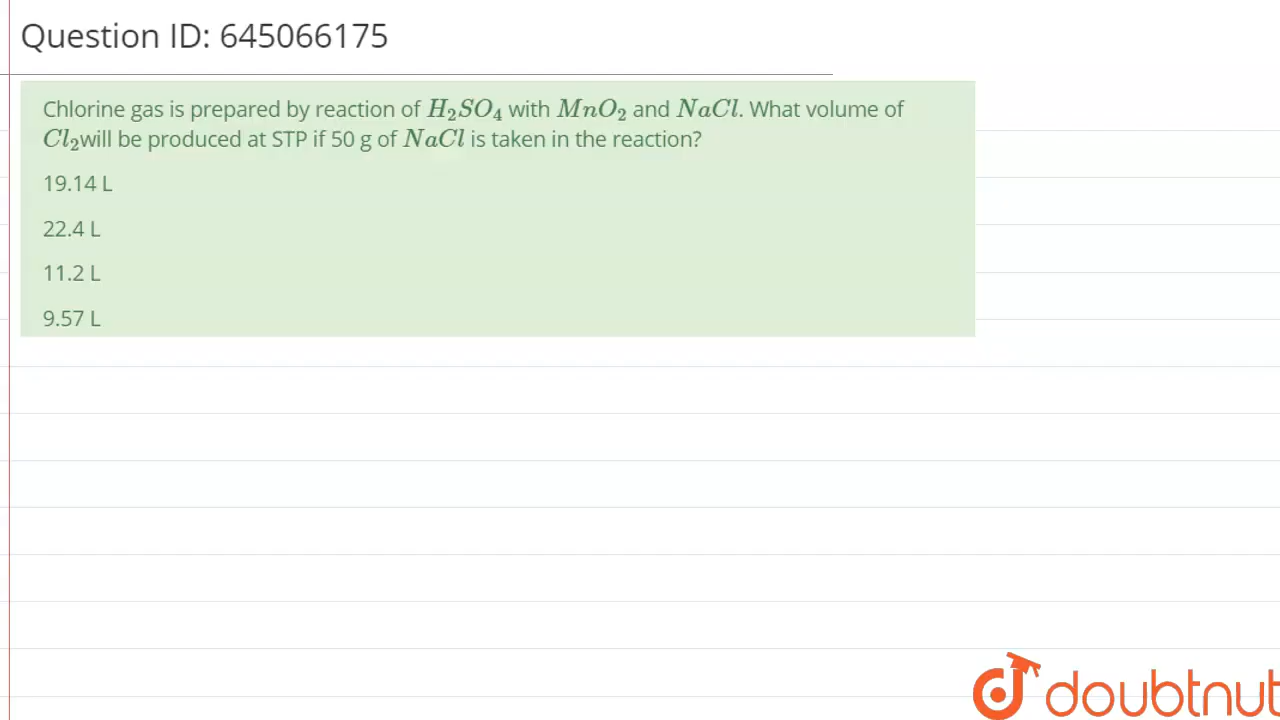 Question ID: 645066175
Chlorine gas is prepared by reaction of H₂SO₄ with MnO₂ and NaCl. What volume of
Cl₂will be produced at STP if 50 g of NaCl is taken in the reaction?
19.14 L
22.4 L
11.2 L
9.57 L
doubtnut